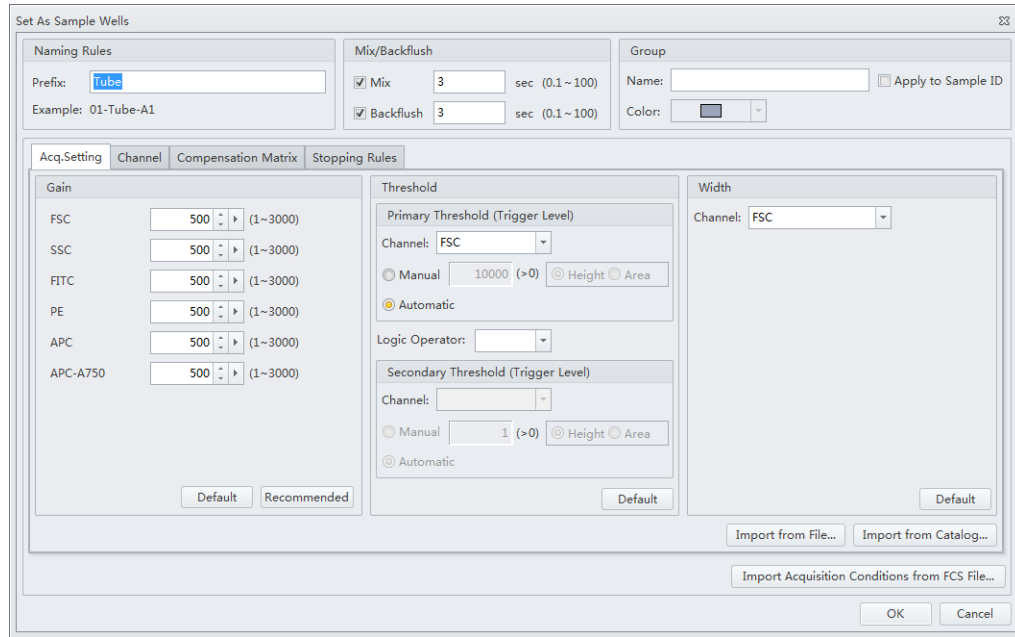 Set As Sample Wells
Naming Rules
Prefix: Tube
Example: 01-Tube-A1
Mix/Backflush
Mix 3 sec (0.1~100)
Backflush 3 sec (0.1~100)
Group
Name: Apply to Sample ID
Color:
Acq.Setting Channel Compensation Matrix Stopping Rules
Gain
FSC 500 (1~3000)
SSC 500 (1~3000)
FITC 500 (1~3000)
PE 500 (1~3000)
APC 500 (1~3000)
APC-A750 500 (1~3000)
Default Recommended
Threshold
Primary Threshold (Trigger Level)
Channel: FSC
Manual 10000 (>0) Height Area
Automatic
Logic Operator:
Secondary Threshold (Trigger Level)
Channel:
Manual 1 (>0) Height Area
Automatic
Default
Width
Channel: FSC
Default
Import from File... Import from Catalog...
Import Acquisition Conditions from FCS File...
OK Cancel